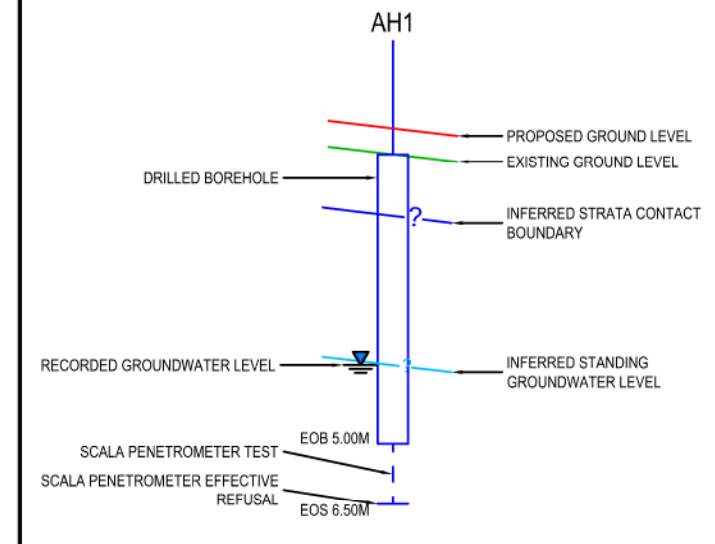 AH1
PROPOSED GROUND LEVEL
EXISTING GROUND LEVEL
DRILLED BOREHOLE
?
INFERRED STRATA CONTACT
BOUNDARY
RECORDED GROUNDWATER LEVEL
?
INFERRED STANDING
GROUNDWATER LEVEL
EOB 5.00M
SCALA PENETROMETER TEST
SCALA PENETROMETER EFFECTIVE
REFUSAL
EOS 6.50M